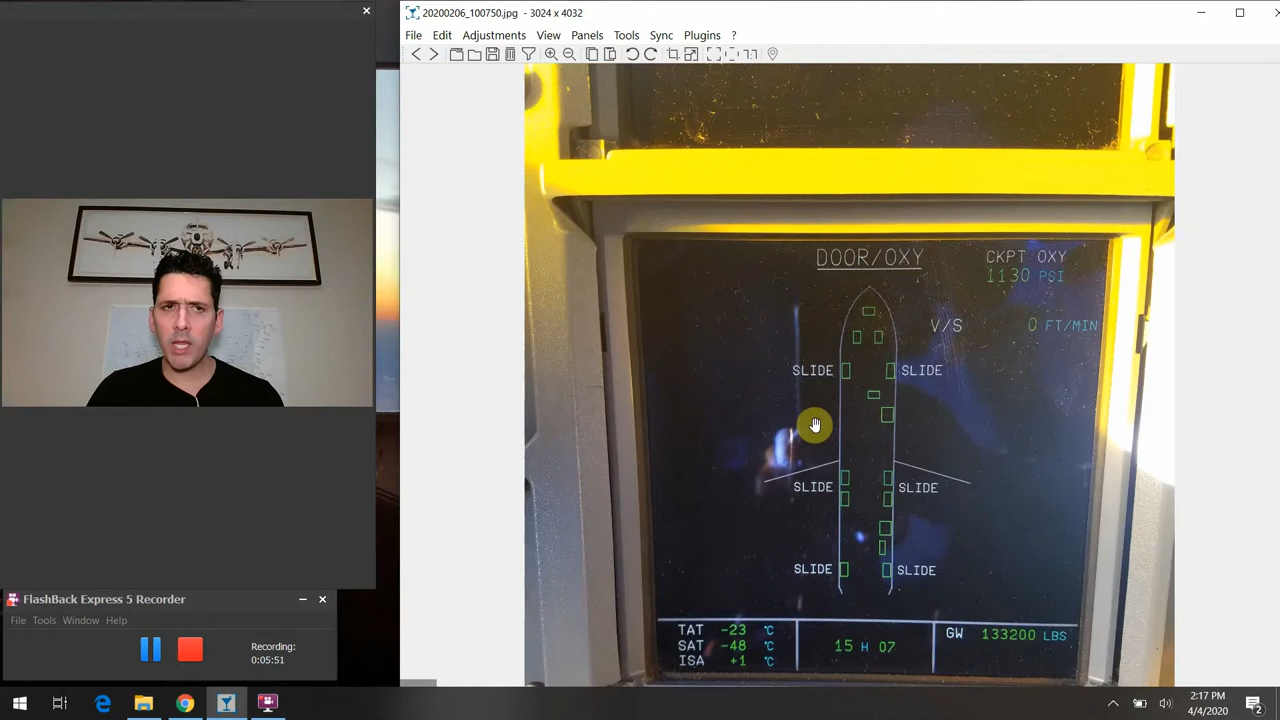 20200206_100750.jpg - 3024 x 4032
File Edit Adjustments View Panels Tools Sync Plugins ?
DOOR/OXY
CKPT OXY
1130 PSI
V/S 0 FT/MIN
SLIDE SLIDE
SLIDE SLIDE
SLIDE SLIDE
TAT -23 °C
SAT -48 °C
ISA +1 °C
15 H 07
GW 133200 LBS
FlashBack Express 5 Recorder
File Tools Window Help
Recording:
0:05:51
2:17 PM
4/4/2020
2